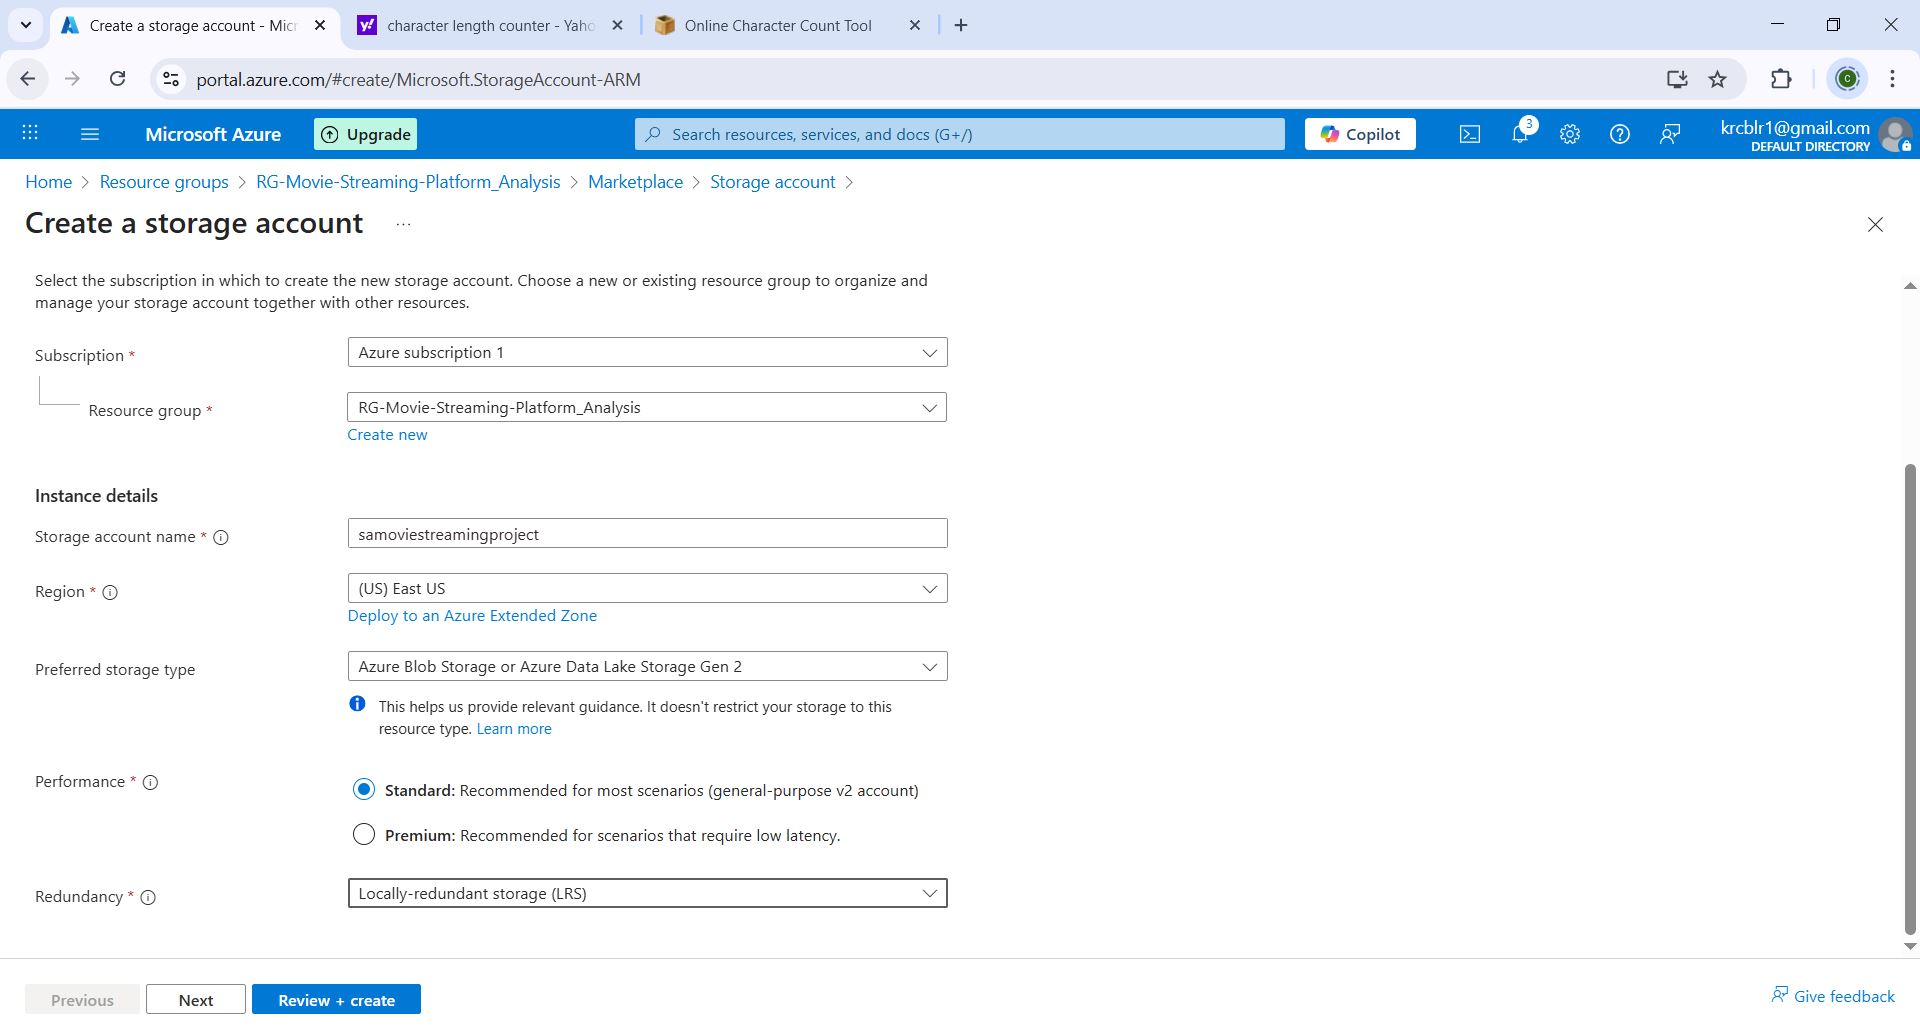 Create a storage account - Micr
character length counter - Yaho
Online Character Count Tool
portal.azure.com/#create/Microsoft.StorageAccount-ARM
C
Microsoft Azure
Upgrade
Search resources, services, and docs (G+/)
Copilot
3
krcblr1@gmail.com
DEFAULT DIRECTORY
Home > Resource groups > RG-Movie-Streaming-Platform_Analysis > Marketplace > Storage account >
Create a storage account ...
Select the subscription in which to create the new storage account. Choose a new or existing resource group to organize and
manage your storage account together with other resources.
Subscription *
Azure subscription 1
Resource group *
RG-Movie-Streaming-Platform_Analysis
Create new
Instance details
Storage account name *
samoviestreamingproject
Region *
(US) East US
Deploy to an Azure Extended Zone
Preferred storage type
Azure Blob Storage or Azure Data Lake Storage Gen 2
This helps us provide relevant guidance. It doesn't restrict your storage to this
resource type. Learn more
Performance *
Standard: Recommended for most scenarios (general-purpose v2 account)
Premium: Recommended for scenarios that require low latency.
Redundancy *
Locally-redundant storage (LRS)
Previous
Next
Review + create
Give feedback